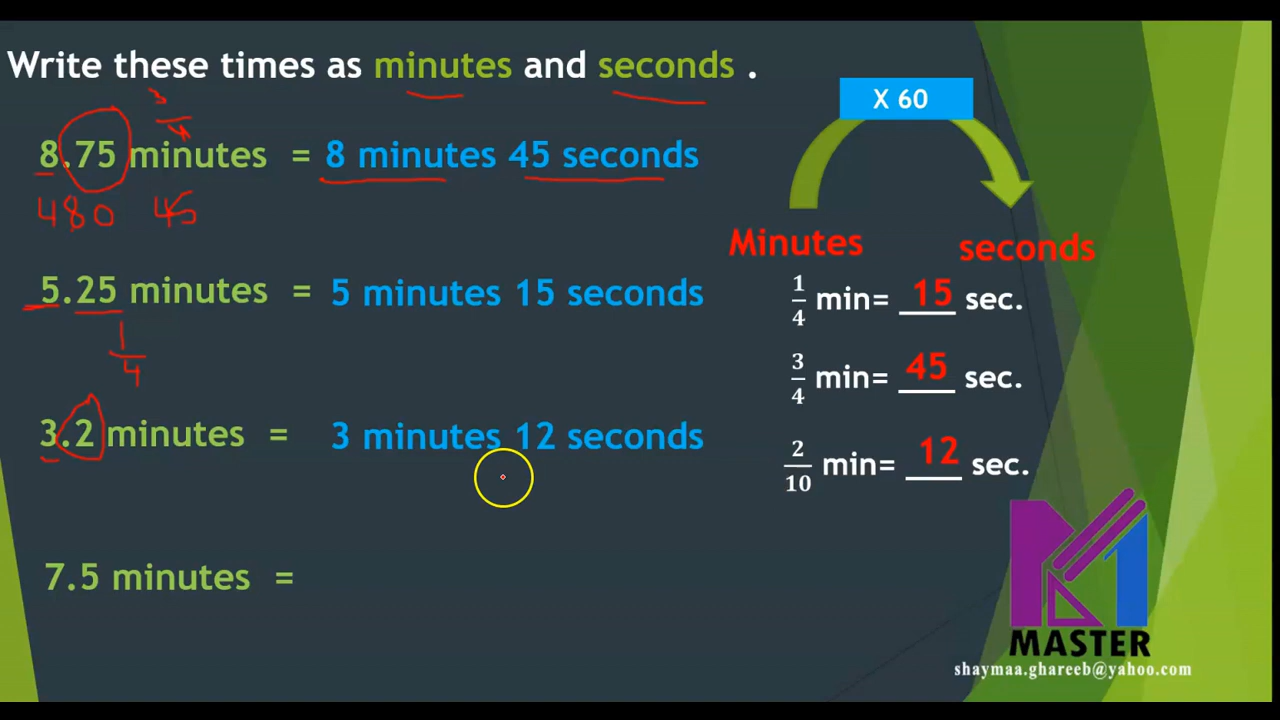 Write these times as minutes and seconds .
X 60
3
4
8.75 minutes = 8 minutes 45 seconds
480 45
Minutes seconds
5.25 minutes = 5 minutes 15 seconds
1/4 min= 15 sec.
1
4
3/4 min= 45 sec.
3.2 minutes = 3 minutes 12 seconds
2/10 min= 12 sec.
7.5 minutes =
M1
MASTER
shaymaa.ghareeb@yahoo.com